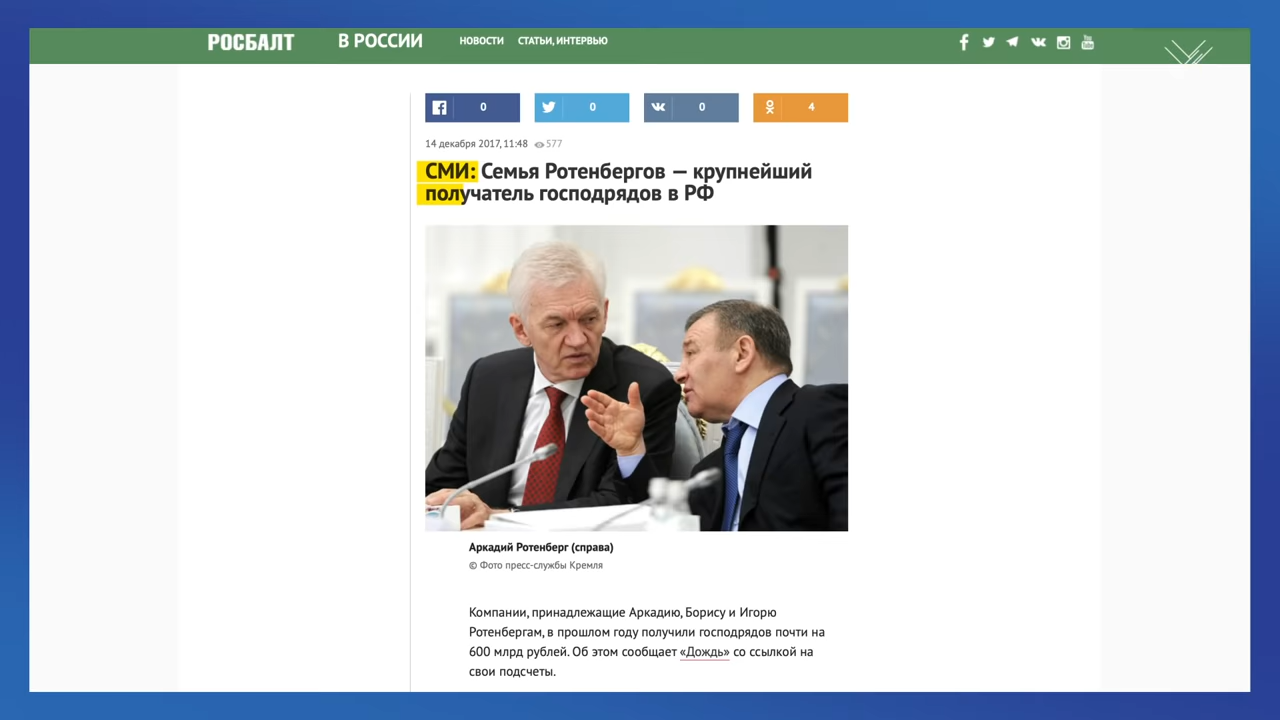 РОСБАЛТ
В РОССИИ
НОВОСТИ
СТАТЬИ, ИНТЕРВЬЮ
You
Tube
0
0
0
4
14 декабря 2017, 11:48 577
СМИ: Семья Ротенбергов — крупнейший
получатель господрядов в РФ
Аркадий Ротенберг (справа)
© Фото пресс-службы Кремля
Компании, принадлежащие Аркадию, Борису и Игорю
Ротенбергам, в прошлом году получили господрядов почти на
600 млрд рублей. Об этом сообщает «Дождь» со ссылкой на
свои подсчеты.